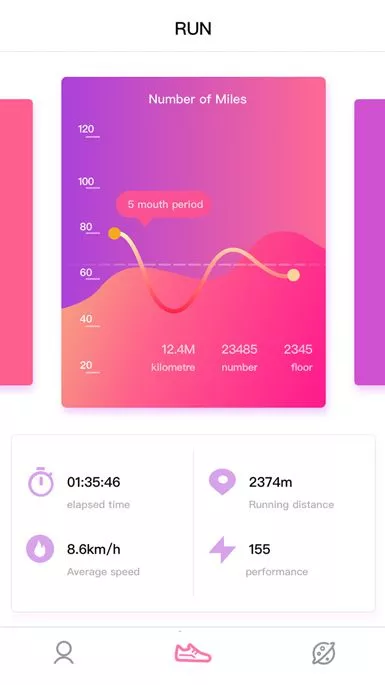 RUN
Number of Miles
120
100
5 mouth period
80
60
40
12.4M 23485 2345
20 kilometre number floor
01:35:46 2374m
elapsed time Running distance
8.6km/h 155
Average speed performance